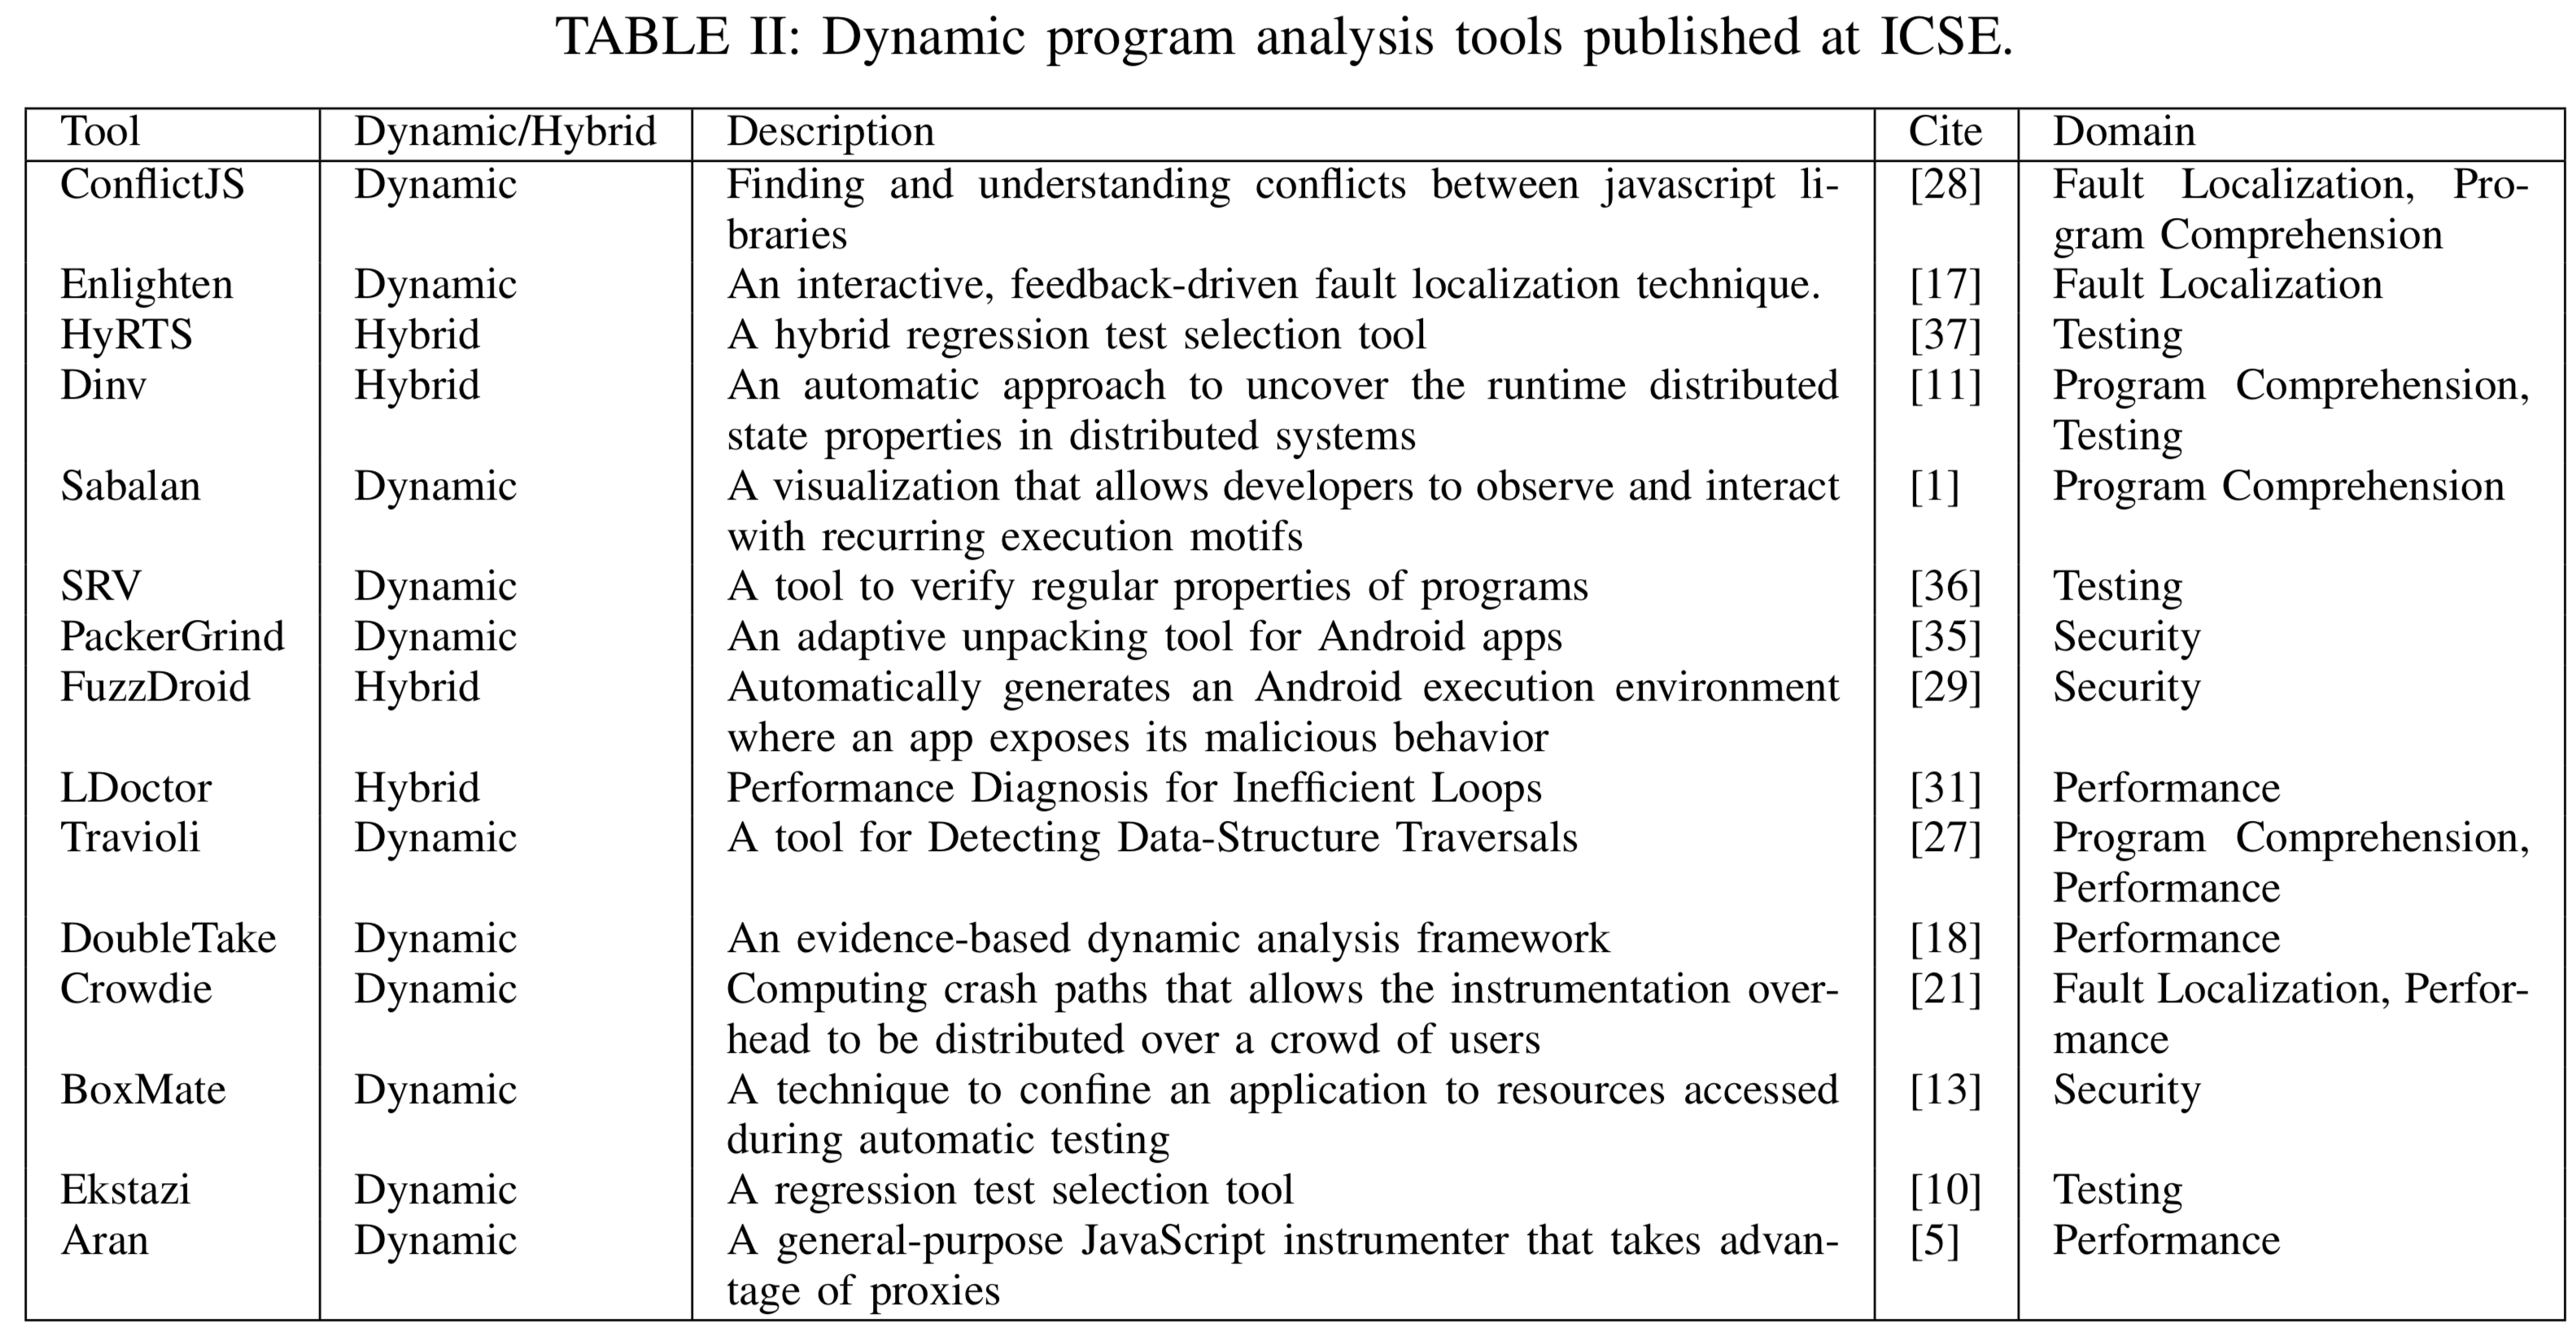 TABLE II: Dynamic program analysis tools published at ICSE.
Tool Dynamic/Hybrid Description Cite Domain
ConflictJS Dynamic Finding and understanding conflicts between javascript li- [28] Fault Localization, Pro-
braries gram Comprehension
Enlighten Dynamic An interactive, feedback-driven fault localization technique. [17] Fault Localization
HyRTS Hybrid A hybrid regression test selection tool [37] Testing
Dinv Hybrid An automatic approach to uncover the runtime distributed [11] Program Comprehension,
state properties in distributed systems Testing
Sabalan Dynamic A visualization that allows developers to observe and interact [1] Program Comprehension
with recurring execution motifs
SRV Dynamic A tool to verify regular properties of programs [36] Testing
PackerGrind Dynamic An adaptive unpacking tool for Android apps [35] Security
FuzzDroid Hybrid Automatically generates an Android execution environment [29] Security
where an app exposes its malicious behavior
LDoctor Hybrid Performance Diagnosis for Inefficient Loops [31] Performance
Travioli Dynamic A tool for Detecting Data-Structure Traversals [27] Program Comprehension,
Performance
DoubleTake Dynamic An evidence-based dynamic analysis framework [18] Performance
Crowdie Dynamic Computing crash paths that allows the instrumentation over- [21] Fault Localization, Perfor-
head to be distributed over a crowd of users mance
BoxMate Dynamic A technique to confine an application to resources accessed [13] Security
during automatic testing
Ekstazi Dynamic A regression test selection tool [10] Testing
Aran Dynamic A general-purpose JavaScript instrumenter that takes advan- [5] Performance
tage of proxies